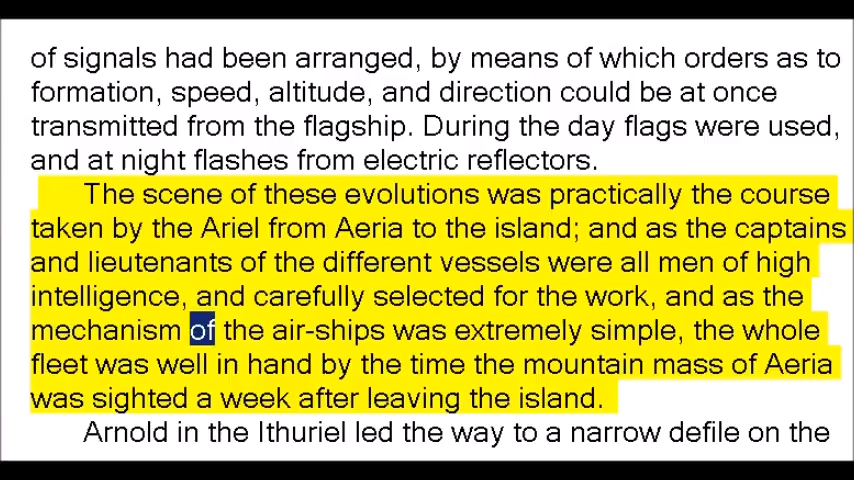 of signals had been arranged, by means of which orders as to
formation, speed, altitude, and direction could be at once
transmitted from the flagship. During the day flags were used,
and at night flashes from electric reflectors.
The scene of these evolutions was practically the course
taken by the Ariel from Aeria to the island; and as the captains
and lieutenants of the different vessels were all men of high
intelligence, and carefully selected for the work, and as the
mechanism of the air-ships was extremely simple, the whole
fleet was well in hand by the time the mountain mass of Aeria
was sighted a week after leaving the island.
Arnold in the Ithuriel led the way to a narrow defile on the